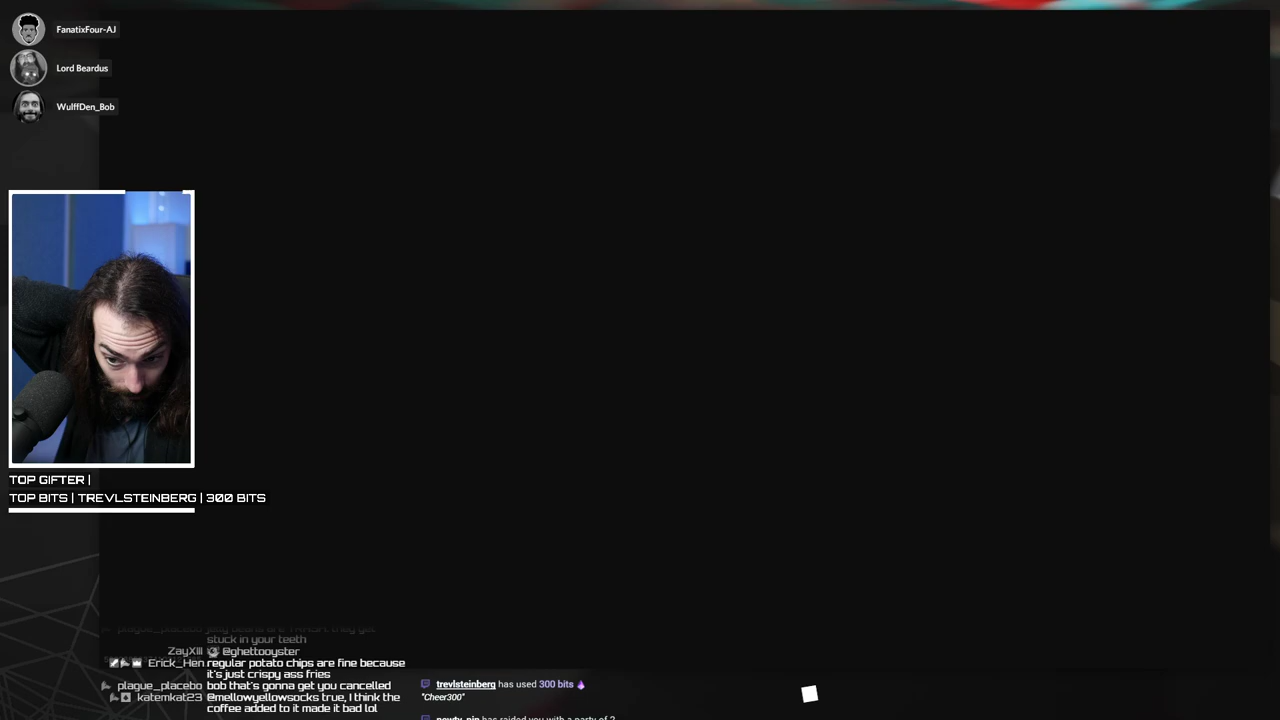 FanatixFour-AJ
Lord Beardus
WulffDen_Bob
TOP GIFTER |
TOP BITS | TREVLSTEINBERG | 300 BITS
stuck in your teeth
ZayXIII @ghettooyster
Erick_Hen regular potato chips are fine because
it's just crispy ass fries
plague_placebo bob that's gonna get you cancelled
katemkat23 @mellowyellowsocks true, I think the
coffee added to it made it bad lol
trevlsteinberg has used 300 bits
"Cheer300"